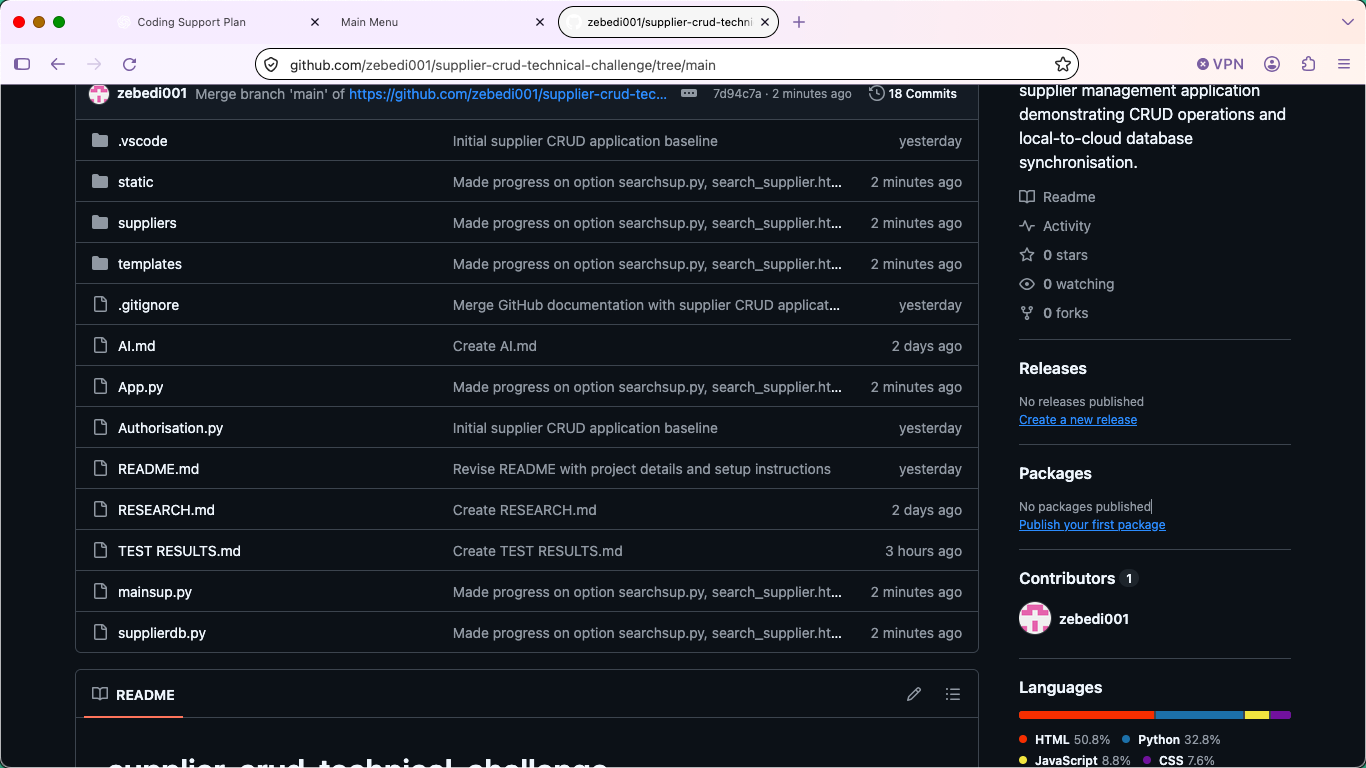 Coding Support Plan
Main Menu
zebedi001/supplier-crud-techni
github.com/zebedi001/supplier-crud-technical-challenge/tree/main
VPN
zebedi001 Merge branch 'main' of https://github.com/zebedi001/supplier-crud-tec... 7d94c7a · 2 minutes ago 18 Commits
.vscode Initial supplier CRUD application baseline yesterday
static Made progress on option searchsup.py, search_supplier.ht... 2 minutes ago
suppliers Made progress on option searchsup.py, search_supplier.ht... 2 minutes ago
templates Made progress on option searchsup.py, search_supplier.ht... 2 minutes ago
.gitignore Merge GitHub documentation with supplier CRUD applicat... yesterday
AI.md Create AI.md 2 days ago
App.py Made progress on option searchsup.py, search_supplier.ht... 2 minutes ago
Authorisation.py Initial supplier CRUD application baseline yesterday
README.md Revise README with project details and setup instructions yesterday
RESEARCH.md Create RESEARCH.md 2 days ago
TEST RESULTS.md Create TEST RESULTS.md 3 hours ago
mainsup.py Made progress on option searchsup.py, search_supplier.ht... 2 minutes ago
supplierdb.py Made progress on option searchsup.py, search_supplier.ht... 2 minutes ago
README
supplier-crud-technical-challenge
supplier management application
demonstrating CRUD operations and
local-to-cloud database
synchronisation.
Readme
Activity
0 stars
0 watching
0 forks
Releases
No releases published
Create a new release
Packages
No packages published
Publish your first package
Contributors 1
zebedi001
Languages
HTML 50.8% Python 32.8%
JavaScript 8.8% CSS 7.6%